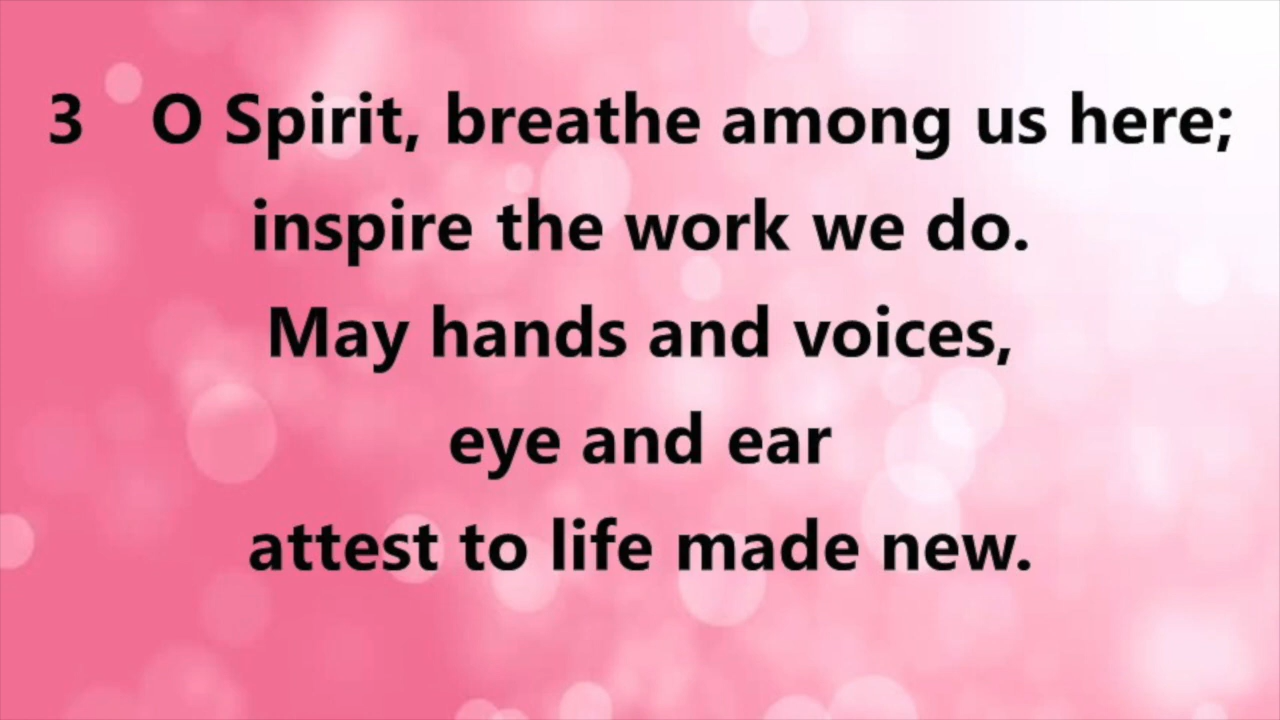 3 O Spirit, breathe among us here;
inspire the work we do.
May hands and voices,
eye and ear
attest to life made new.